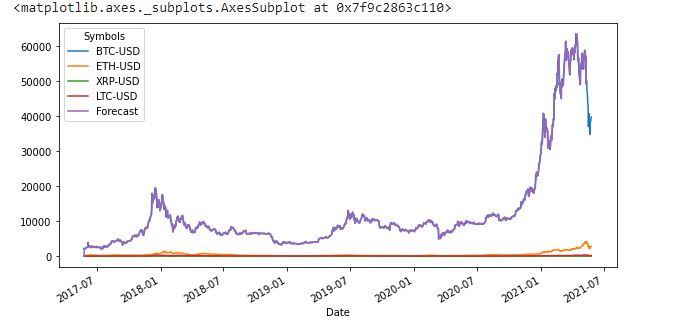 <matplotlib.axes._subplots.AxesSubplot at 0x7f9c2863c110>
Symbols
BTC-USD
ETH-USD
XRP-USD
LTC-USD
Forecast
60000
50000
40000
30000
20000
10000
0
2017-07
2018-01
2018-07
2019-01
2019-07
2020-01
2020-07
2021-01
2021-07
Date